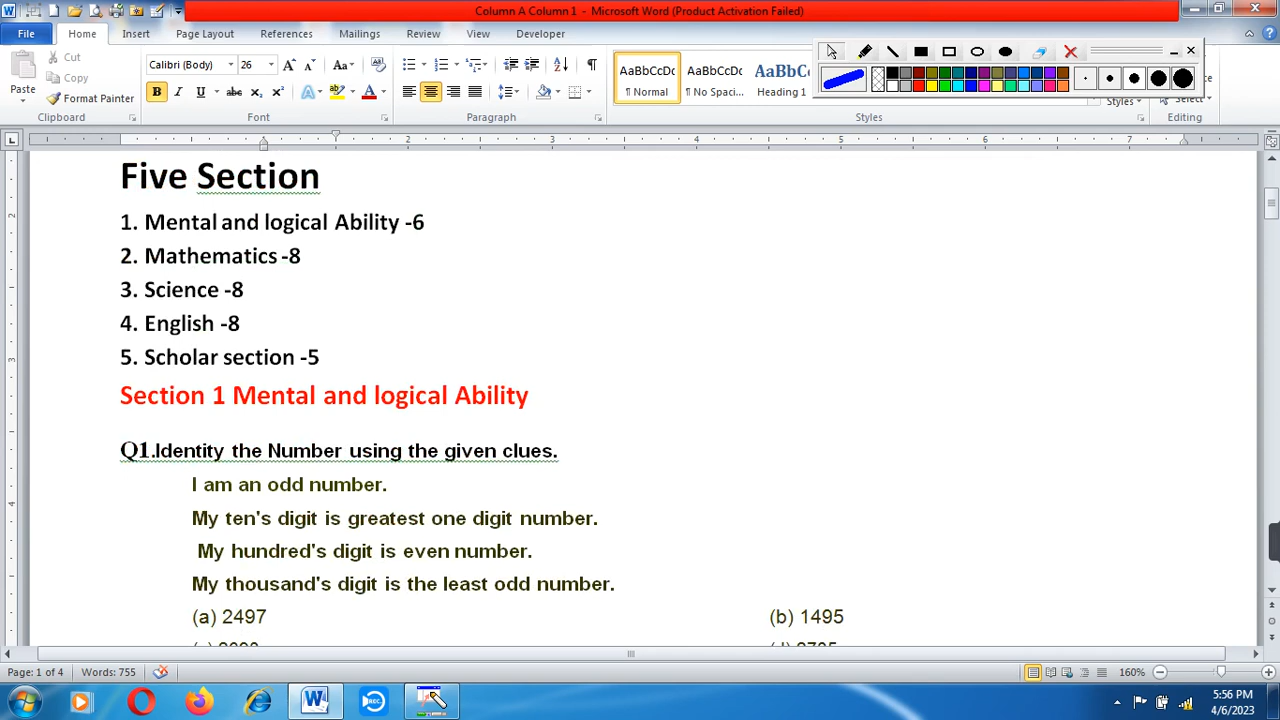 Column A Column 1 - Microsoft Word (Product Activation Failed)
File Home Insert Page Layout References Mailings Review View Developer
Paste
Cut
Copy
Format Painter
Clipboard
Calibri (Body) 26
Font
Paragraph
AaBbCcDc AaBbCcDc AaBbC
¶ Normal ¶ No Spaci... Heading 1
Styles
Styles
Select
Editing
2 3 4 5 6 7
Five Section
1. Mental and logical Ability -6
2. Mathematics -8
3. Science -8
4. English -8
5. Scholar section -5
Section 1 Mental and logical Ability
Q1.Identity the Number using the given clues.
I am an odd number.
My ten's digit is greatest one digit number.
My hundred's digit is even number.
My thousand's digit is the least odd number.
(a) 2497 (b) 1495
Page: 1 of 4 Words: 755 160%
5:56 PM
4/6/2023